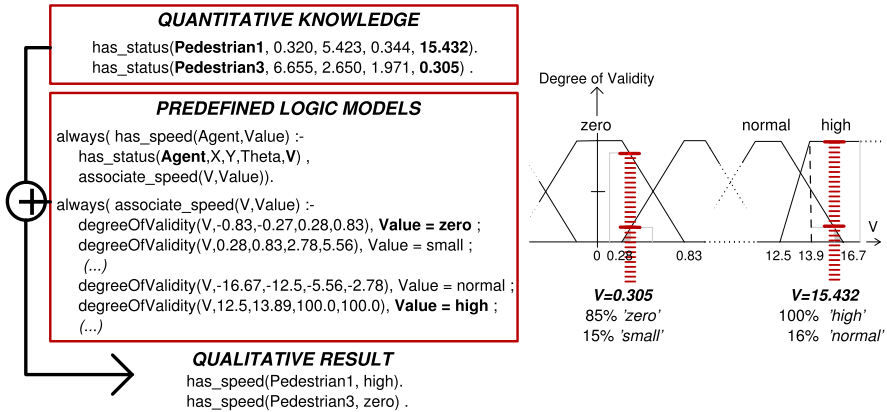 QUANTITATIVE KNOWLEDGE
has_status(Pedestrian1, 0.320, 5.423, 0.344, 15.432).
has_status(Pedestrian3, 6.655, 2.650, 1.971, 0.305) .
PREDEFINED LOGIC MODELS
always( has_speed(Agent,Value) :-
has_status(Agent,X,Y,Theta,V) ,
associate_speed(V,Value)).
always( associate_speed(V,Value) :-
degreeOfValidity(V,-0.83,-0.27,0.28,0.83), Value = zero ;
degreeOfValidity(V,0.28,0.83,2.78,5.56), Value = small ;
(...)
degreeOfValidity(V,-16.67,-12.5,-5.56,-2.78), Value = normal ;
degreeOfValidity(V,12.5,13.89,100.0,100.0), Value = high ;
(...)
QUALITATIVE RESULT
has_speed(Pedestrian1, high).
has_speed(Pedestrian3, zero) .
Degree of Validity
zero normal high
V
0 0.28 0.83 12.5 13.9 16.7
V=0.305 V=15.432
85% 'zero' 100% 'high'
15% 'small' 16% 'normal'